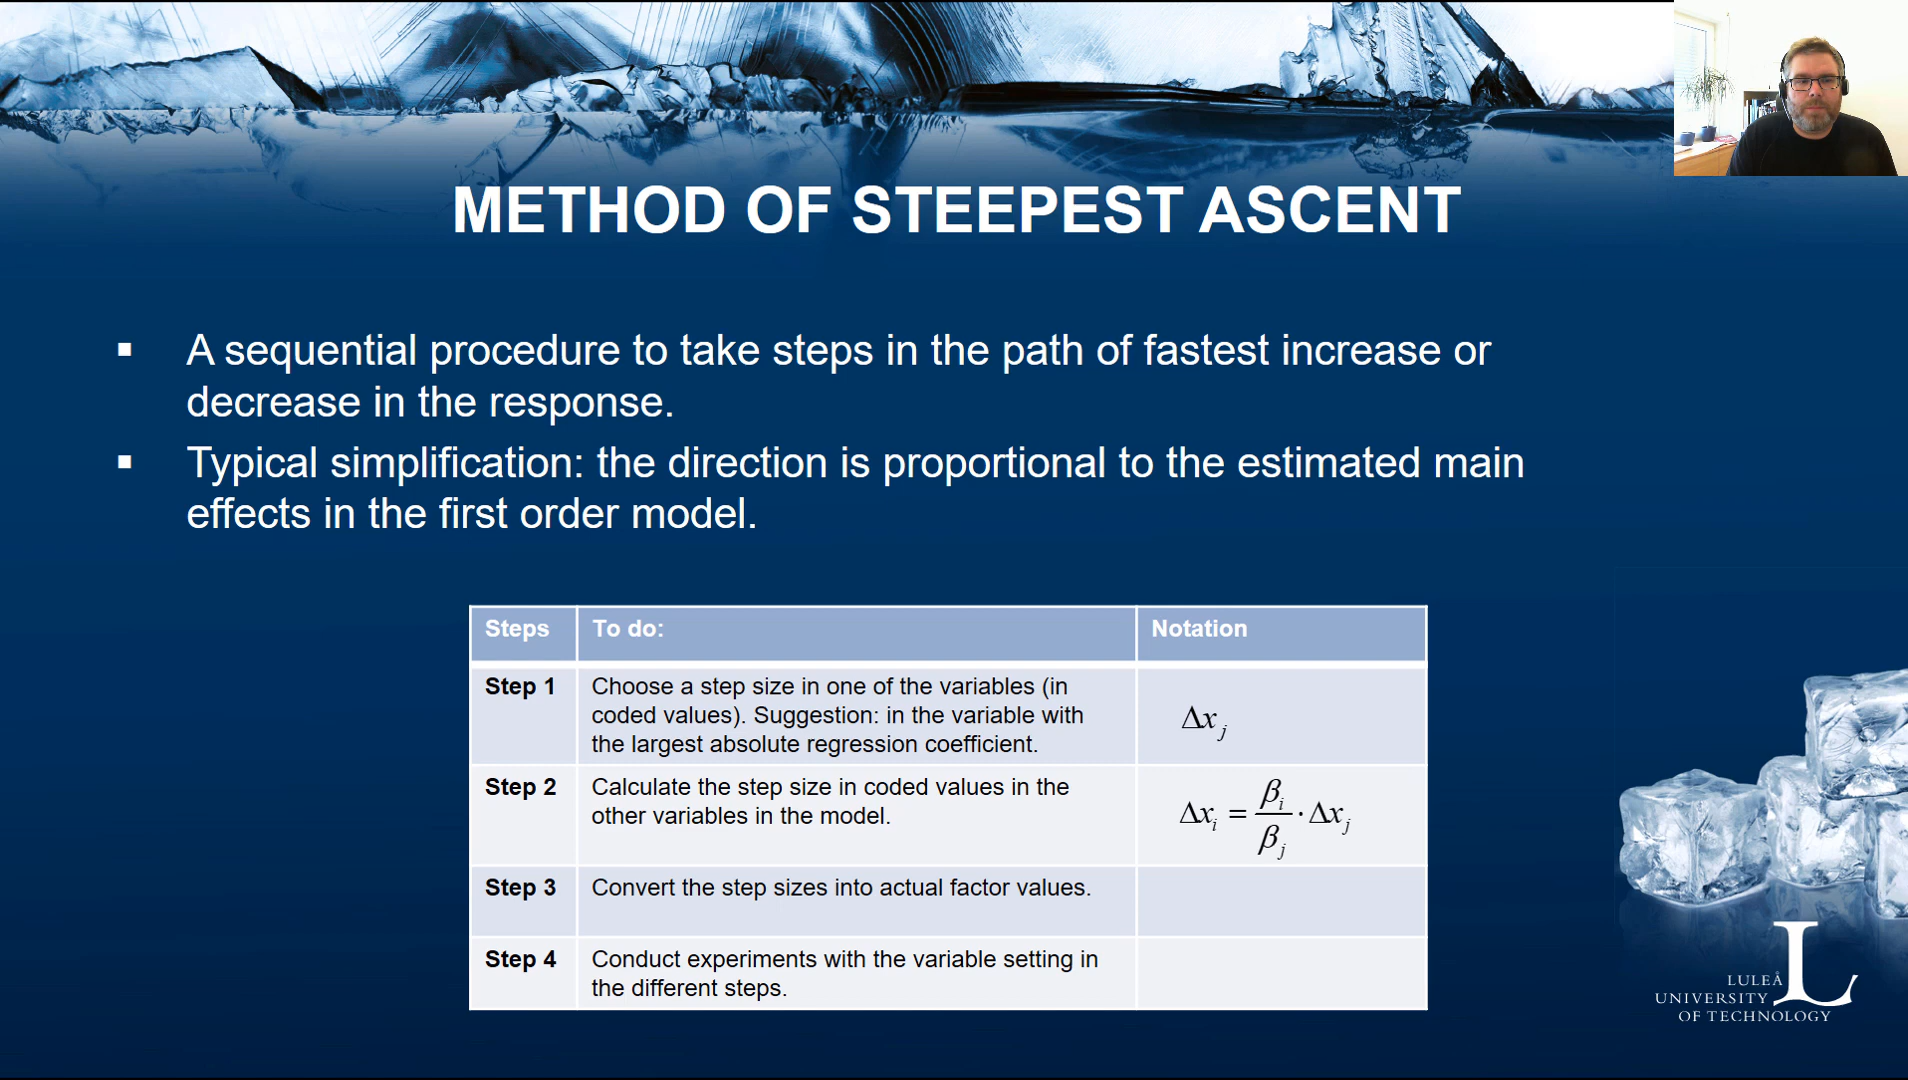 METHOD OF STEEPEST ASCENT
▪ A sequential procedure to take steps in the path of fastest increase or
decrease in the response.
▪ Typical simplification: the direction is proportional to the estimated main
effects in the first order model.
Steps To do: Notation
Step 1 Choose a step size in one of the variables (in
coded values). Suggestion: in the variable with
the largest absolute regression coefficient.
Δx_j
Step 2 Calculate the step size in coded values in the
other variables in the model.
Δx_i = β_i / β_j · Δx_j
Step 3 Convert the step sizes into actual factor values.
Step 4 Conduct experiments with the variable setting in
the different steps.
LULEÅ
UNIVERSITY
OF TECHNOLOGY
L